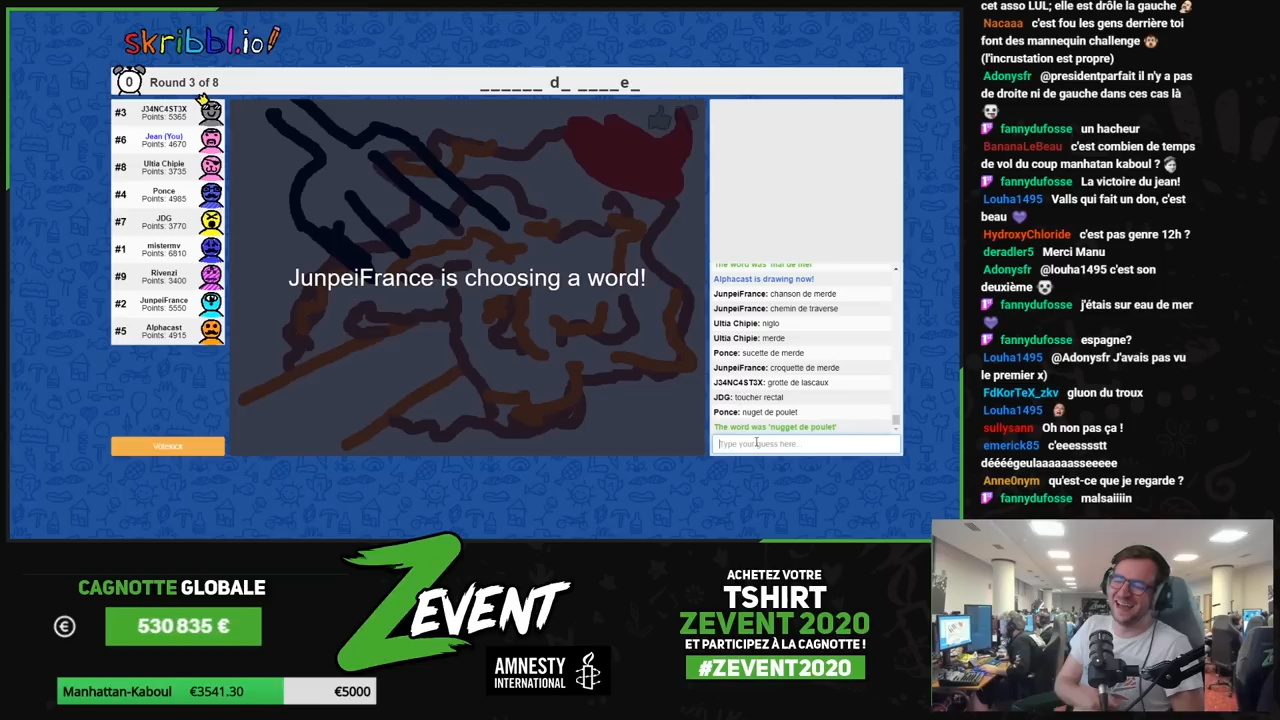 skribbl.io
0
Round 3 of 8
______ d_ ____e_
#3 J34NC4ST3X
Points: 5365
#6 Jean (You)
Points: 4670
#8 Ultia Chipie
Points: 3735
#4 Ponce
Points: 4985
#7 JDG
Points: 3770
#1 mistermv
Points: 6810
#9 Rivenzi
Points: 3400
#2 JunpeiFrance
Points: 5550
#5 Alphacast
Points: 4915
Votekick
JunpeiFrance is choosing a word!
The word was 'mal de mer'
Alphacast is drawing now!
JunpeiFrance: chanson de merde
JunpeiFrance: chemin de traverse
Ultia Chipie: niglo
Ultia Chipie: merde
Ponce: sucette de merde
JunpeiFrance: croquette de merde
J34NC4ST3X: grotte de lascaux
JDG: toucher rectal
Ponce: nuget de poulet
The word was 'nugget de poulet'
Type your guess here...
cet asso LUL; elle est drôle la gauche
Nacaaa c'est fou les gens derrière toi
font des mannequin challenge
(l'incrustation est propre)
Adonysfr @presidentparfait il n'y a pas
de droite ni de gauche dans ces cas là
fannydufosse un hacheur
BananaLeBeau c'est combien de temps
de vol du coup manhatan kaboul ?
fannydufosse La victoire du jean!
Louha1495 Valls qui fait un don, c'est
beau
HydroxyChloride c'est pas genre 12h ?
deradler5 Merci Manu
Adonysfr @louha1495 c'est son
deuxième
fannydufosse j'étais sur eau de mer
fannydufosse espagne?
Louha1495 @Adonysfr J'avais pas vu
le premier x)
FdKorTeX_zkv gluon du troux
Louha1495
sullysann Oh non pas ça !
emerick85 c'eeesssstt
déééégeulaaaaaasseeeee
Anne0nym qu'est-ce que je regarde ?
fannydufosse malsaiiiin
CAGNOTTE GLOBALE
€ 530 835 €
Manhattan-Kaboul €3541.30 €5000
ZEVENT
AMNESTY
INTERNATIONAL
ACHETEZ VOTRE
TSHIRT
ZEVENT 2020
ET PARTICIPEZ À LA CAGNOTTE !
#ZEVENT2020